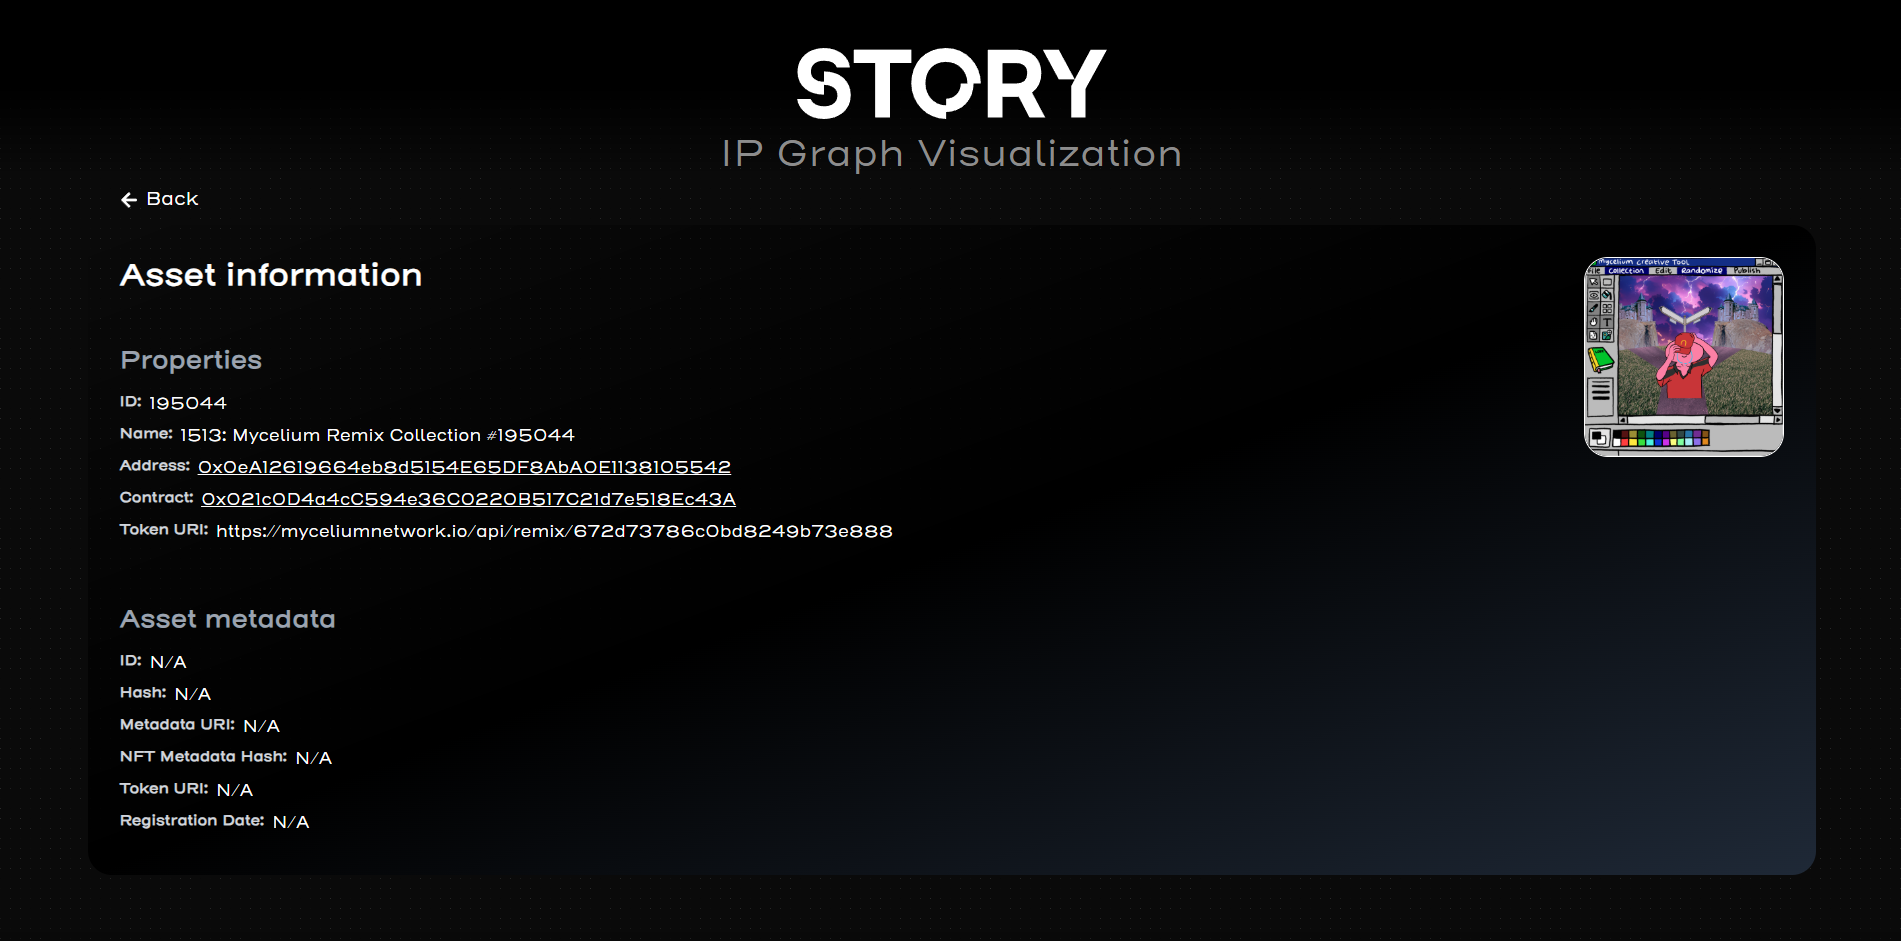 STORY
IP Graph Visualization
Back
Asset information
Mycelium Creative Tool
File Collection Edit Randomize Publish
T
Properties
ID: 195044
Name: 1513: Mycelium Remix Collection #195044
Address: 0x0eA12619664eb8d5154E65DF8AbA0E1138105542
Contract: 0x021c0D4a4cC594e36C0220B517C21d7e518Ec43A
Token URI: https://myceliumnetwork.io/api/remix/672d73786c0bd8249b73e888
Asset metadata
ID: N/A
Hash: N/A
Metadata URI: N/A
NFT Metadata Hash: N/A
Token URI: N/A
Registration Date: N/A